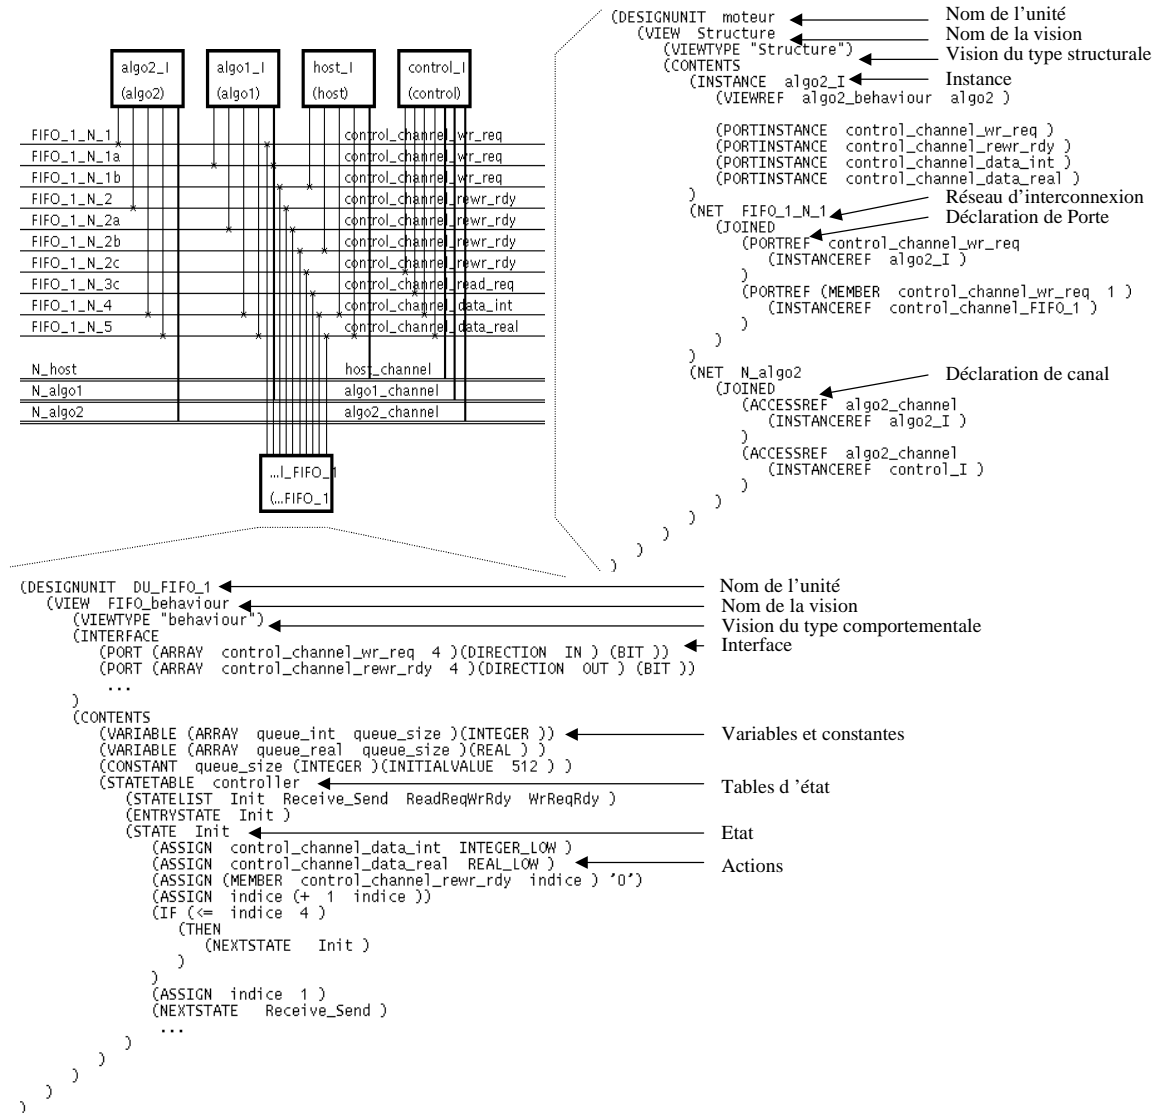 algo2_I algo1_I host_I control_I
(algo2) (algo1) (host) (control)
FIFO_1_N_1 control_channel_wr_req
FIFO_1_N_1a control_channel_wr_req
FIFO_1_N_1b control_channel_wr_req
FIFO_1_N_2 control_channel_rewr_rdy
FIFO_1_N_2a control_channel_rewr_rdy
FIFO_1_N_2b control_channel_rewr_rdy
FIFO_1_N_2c control_channel_rewr_rdy
FIFO_1_N_3c control_channel_read_req
FIFO_1_N_4 control_channel_data_int
FIFO_1_N_5 control_channel_data_real
N_host host_channel
N_algo1 algo1_channel
N_algo2 algo2_channel
...l_FIFO_1
(...FIFO_1
(DESIGNUNIT moteur Nom de l'unité
(VIEW Structure Nom de la vision
(VIEWTYPE "Structure") Vision du type structurale
(CONTENTS
(INSTANCE algo2_I Instance
(VIEWREF algo2_behaviour algo2 )
(PORTINSTANCE control_channel_wr_req )
(PORTINSTANCE control_channel_rewr_rdy )
(PORTINSTANCE control_channel_data_int )
(PORTINSTANCE control_channel_data_real )
)
(NET FIFO_1_N_1 Réseau d'interconnexion
(JOINED Déclaration de Porte
(PORTREF control_channel_wr_req
(INSTANCEREF algo2_I )
)
(PORTREF (MEMBER control_channel_wr_req 1 )
(INSTANCEREF control_channel_FIFO_1 )
)
)
)
(NET N_algo2 Déclaration de canal
(JOINED
(ACCESSREF algo2_channel
(INSTANCEREF algo2_I )
)
(ACCESSREF algo2_channel
(INSTANCEREF control_I )
)
)
)
)
)
)
(DESIGNUNIT DU_FIFO_1 Nom de l'unité
(VIEW FIFO_behaviour Nom de la vision
(VIEWTYPE "behaviour") Vision du type comportementale
(INTERFACE Interface
(PORT (ARRAY control_channel_wr_req 4 )(DIRECTION IN ) (BIT ))
(PORT (ARRAY control_channel_rewr_rdy 4 )(DIRECTION OUT ) (BIT ))
...
)
(CONTENTS
(VARIABLE (ARRAY queue_int queue_size )(INTEGER )) Variables et constantes
(VARIABLE (ARRAY queue_real queue_size )(REAL ) )
(CONSTANT queue_size (INTEGER )(INITIALVALUE 512 ) )
(STATETABLE controller Tables d 'état
(STATELIST Init Receive_Send ReadReqWrRdy WrReqRdy )
(ENTRYSTATE Init )
(STATE Init Etat
(ASSIGN control_channel_data_int INTEGER_LOW )
(ASSIGN control_channel_data_real REAL_LOW ) Actions
(ASSIGN (MEMBER control_channel_rewr_rdy indice ) '0')
(ASSIGN indice (+ 1 indice ))
(IF (<= indice 4 )
(THEN
(NEXTSTATE Init )
)
)
(ASSIGN indice 1 )
(NEXTSTATE Receive_Send )
...
)
)
)
)
)